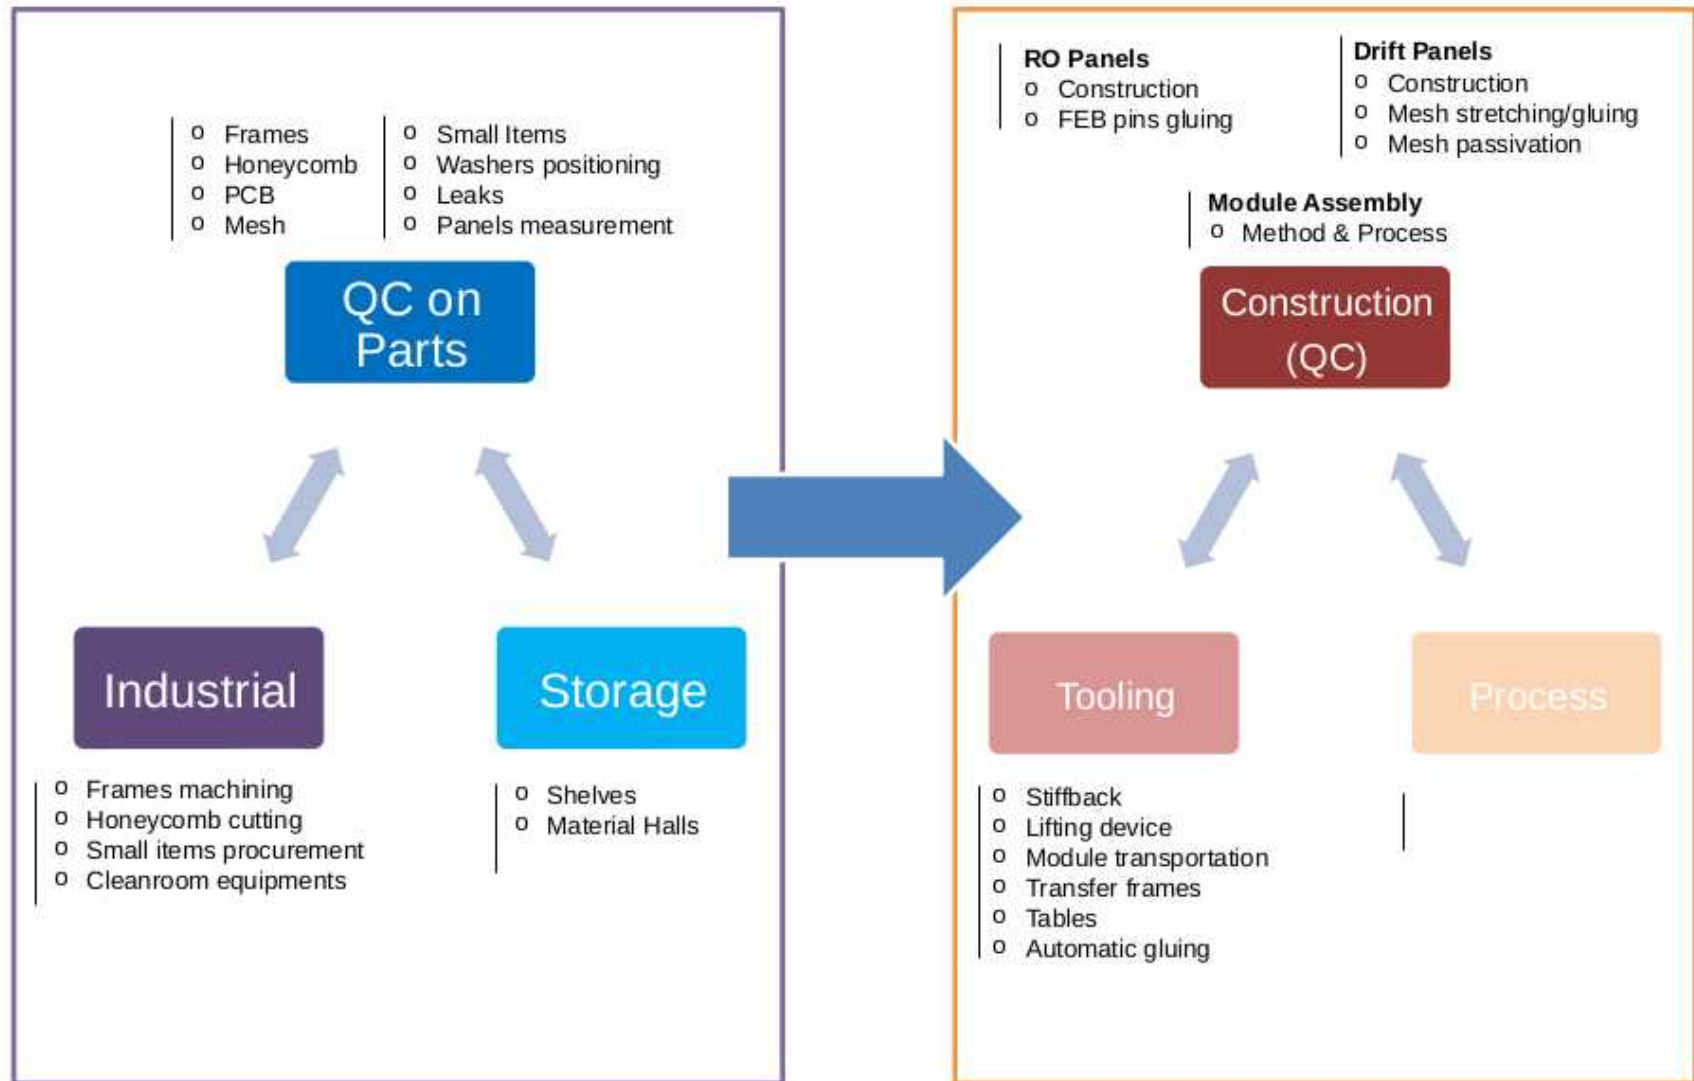 Frames
Honeycomb
PCB
Mesh
Small Items
Washers positioning
Leaks
Panels measurement
QC on
Parts
Industrial
Storage
Frames machining
Honeycomb cutting
Small items procurement
Cleanroom equipments
Shelves
Material Halls
RO Panels
Construction
FEB pins gluing
Drift Panels
Construction
Mesh stretching/gluing
Mesh passivation
Module Assembly
Method & Process
Construction
(QC)
Tooling
Process
Stiffback
Lifting device
Module transportation
Transfer frames
Tables
Automatic gluing